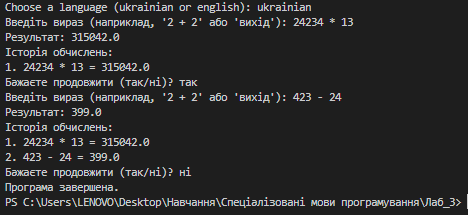 Choose a language (ukrainian or english): ukrainian
Введіть вираз (наприклад, '2 + 2' або 'вихід'): 24234 * 13
Результат: 315042.0
Історія обчислень:
1. 24234 * 13 = 315042.0
Бажаєте продовжити (так/ні)? так
Введіть вираз (наприклад, '2 + 2' або 'вихід'): 423 - 24
Результат: 399.0
Історія обчислень:
1. 24234 * 13 = 315042.0
2. 423 - 24 = 399.0
Бажаєте продовжити (так/ні)? ні
Програма завершена.
PS C:\Users\LENOVO\Desktop\Навчання\Спеціалізовані мови програмування\Лаб_3>